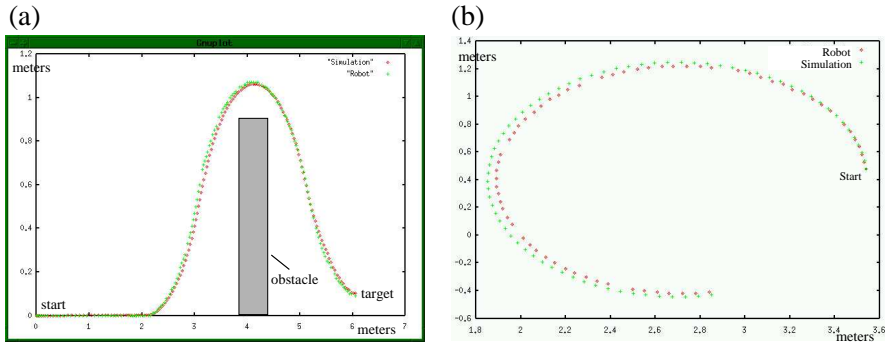 (a)
Gnuplot
meters
"Simulation"
"Robot"
1.2
1
0.8
0.6
0.4
0.2
0
start
obstacle
target
0 1 2 3 4 5 6 7
meters
(b)
meters
Robot
Simulation
1.4
1.2
1
0.8
0.6
0.4
0.2
0
-0.2
-0.4
-0.6
Start
1.8 2 2.2 2.4 2.6 2.8 3 3.2 3.4 3.6
meters